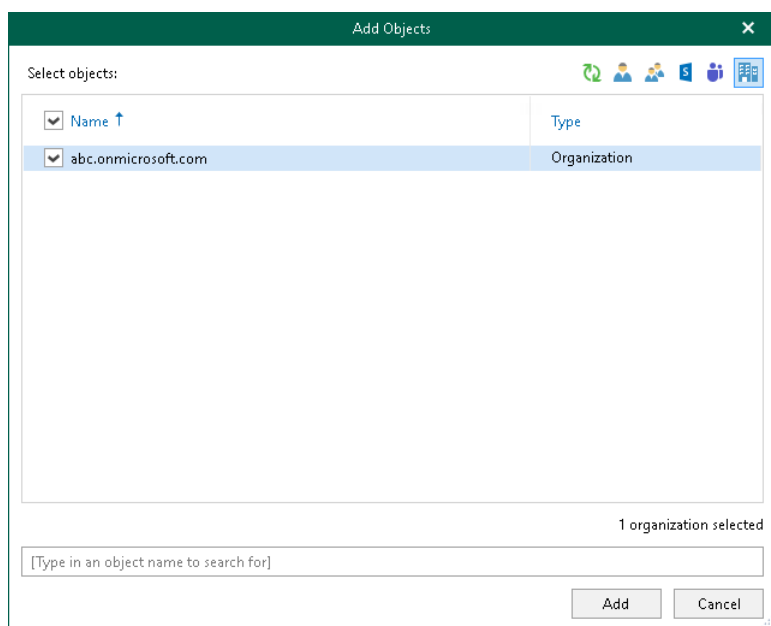 Add Objects
Select objects:
Name Type
abc.onmicrosoft.com Organization
1 organization selected
[Type in an object name to search for]
Add Cancel